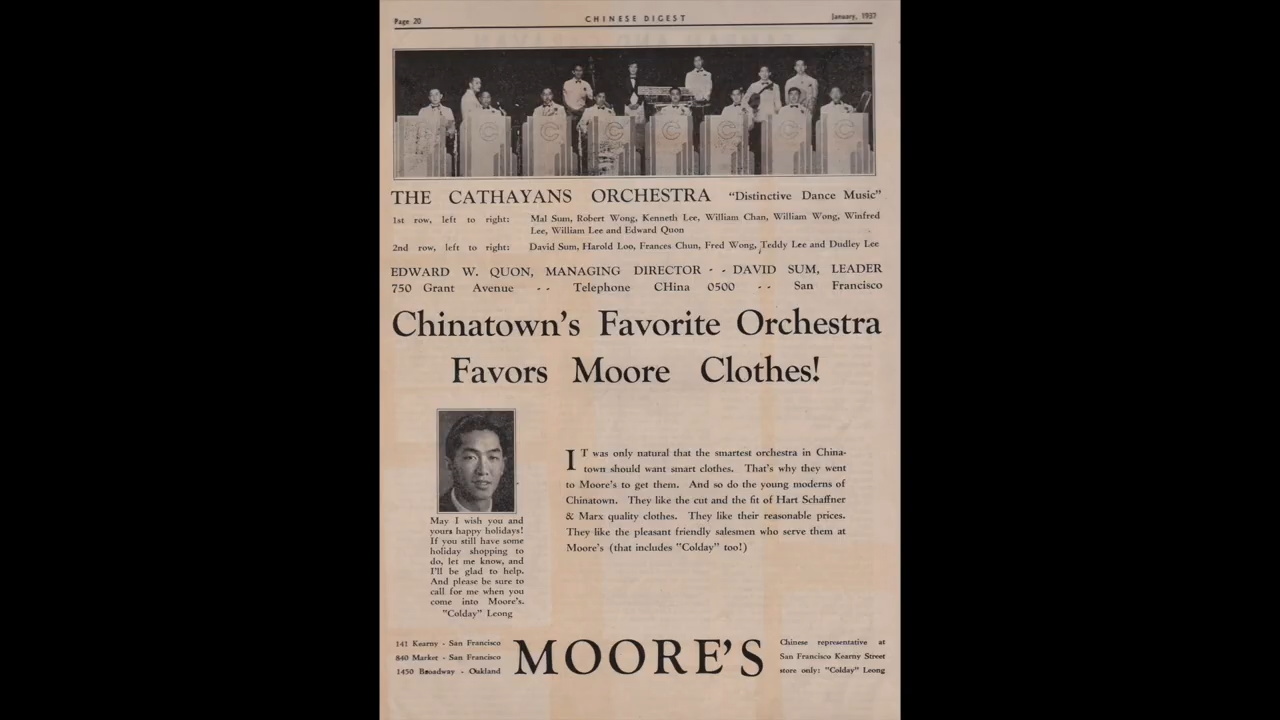 Page 20
CHINESE DIGEST
January, 1937
C C C C C C
THE CATHAYANS ORCHESTRA "Distinctive Dance Music"
1st row, left to right: Mal Sum, Robert Wong, Kenneth Lee, William Chan, William Wong, Winfred
Lee, William Lee and Edward Quon
2nd row, left to right: David Sum, Harold Loo, Frances Chun, Fred Wong, Teddy Lee and Dudley Lee
EDWARD W. QUON, MANAGING DIRECTOR - - DAVID SUM, LEADER
750 Grant Avenue -- Telephone CHina 0500 -- San Francisco
Chinatown's Favorite Orchestra
Favors Moore Clothes!
May I wish you and
yours happy holidays!
If you still have some
holiday shopping to
do, let me know, and
I'll be glad to help.
And please be sure to
call for me when you
come into Moore's.
"Colday" Leong
IT was only natural that the smartest orchestra in China-
town should want smart clothes. That's why they went
to Moore's to get them. And so do the young moderns of
Chinatown. They like the cut and the fit of Hart Schaffner
& Marx quality clothes. They like their reasonable prices.
They like the pleasant friendly salesmen who serve them at
Moore's (that includes "Colday" too!)
141 Kearny - San Francisco
840 Market - San Francisco
1450 Broadway - Oakland
MOORE'S
Chinese representative at
San Francisco Kearny Street
store only: "Colday" Leong